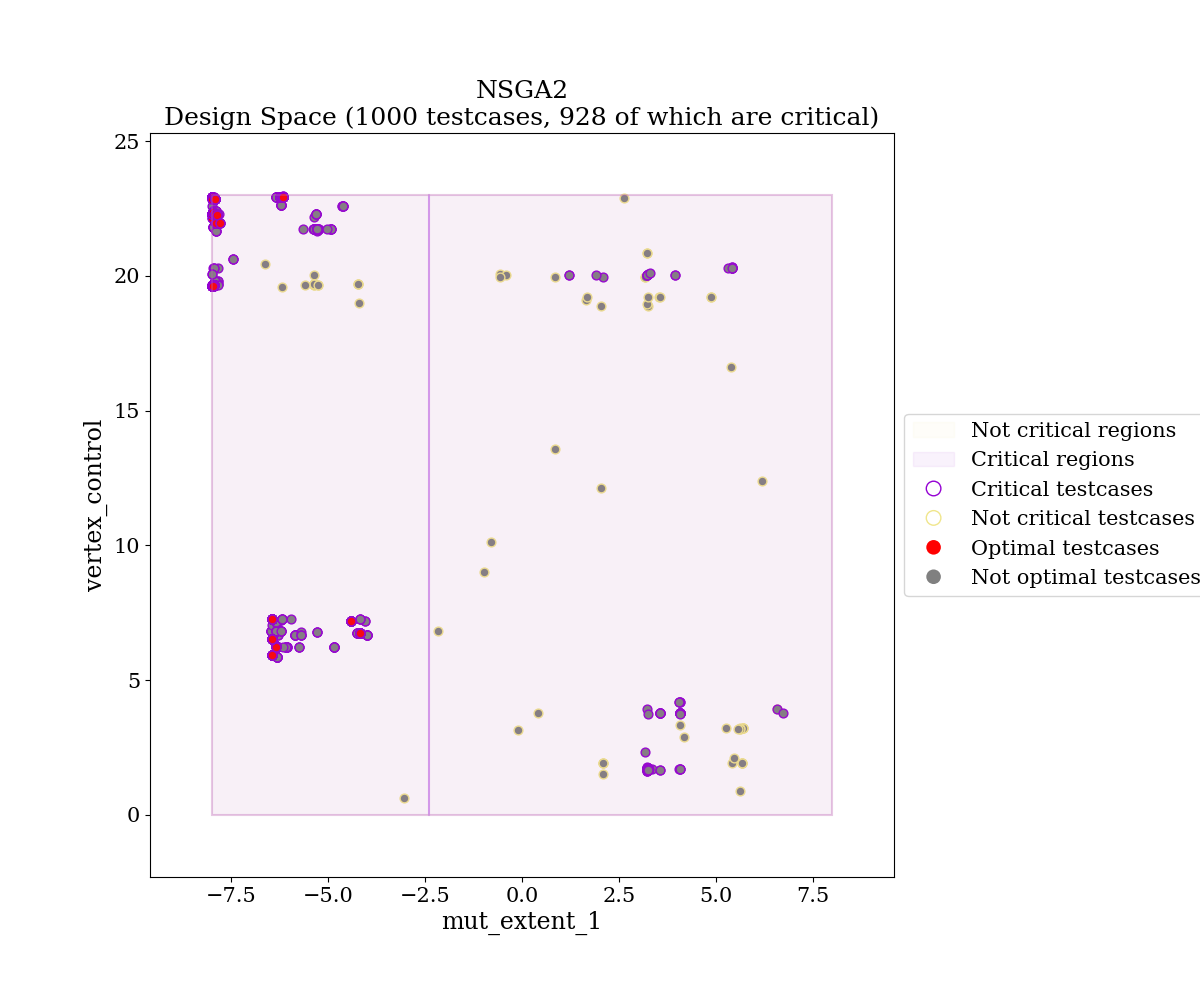 NSGA2
Design Space (1000 testcases, 928 of which are critical)
25
20
15
10
5
0
vertex_control
−7.5 −5.0 −2.5 0.0 2.5 5.0 7.5
mut_extent_1
Not critical regions
Critical regions
Critical testcases
Not critical testcases
Optimal testcases
Not optimal testcases